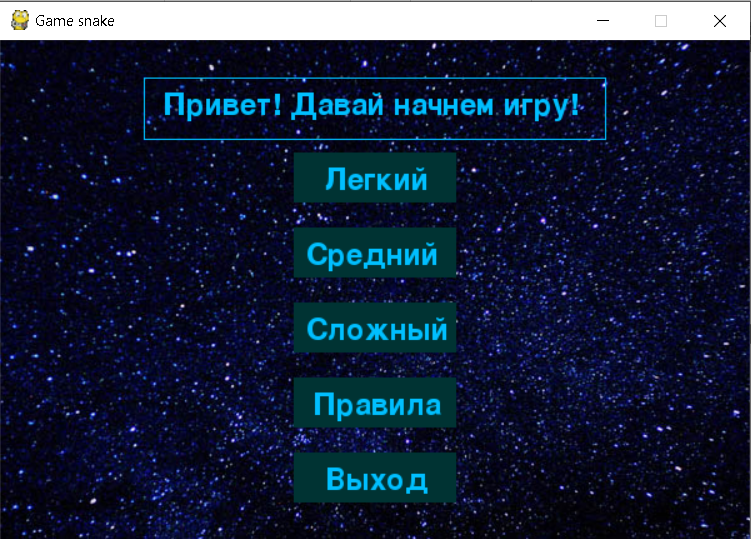 Game snake
Привет! Давай начнем игру!
Легкий
Средний
Сложный
Правила
Выход